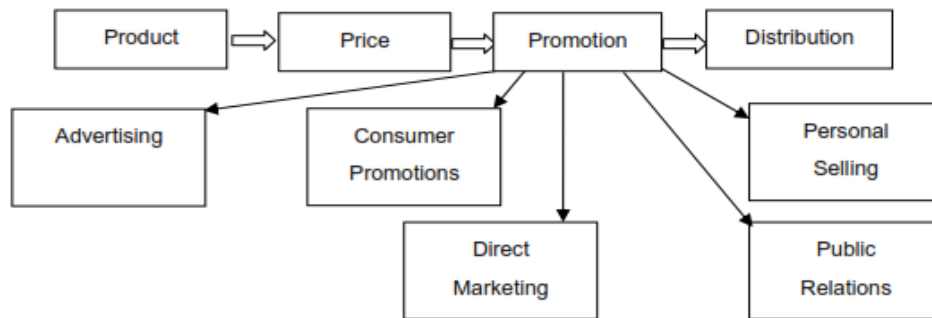 Product
Price
Promotion
Distribution
Advertising
Consumer
Promotions
Personal
Selling
Direct
Marketing
Public
Relations